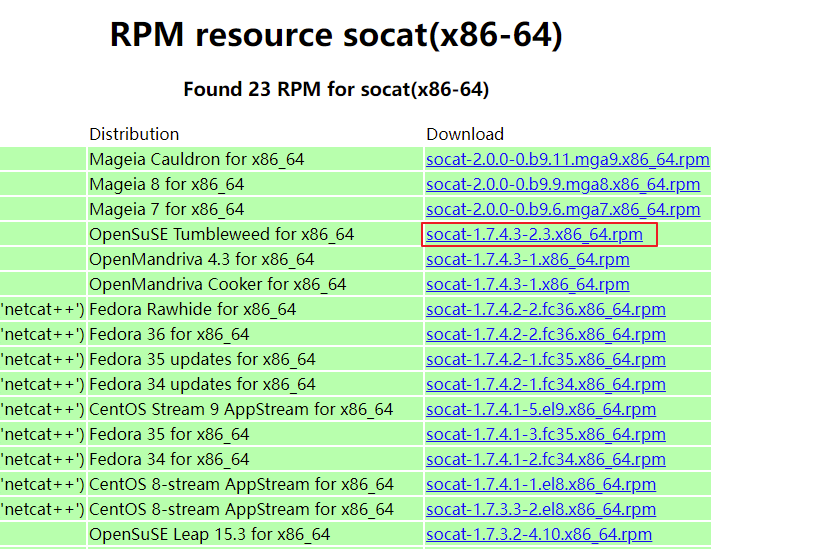 RPM resource socat(x86-64)
Found 23 RPM for socat(x86-64)
Distribution Download
Mageia Cauldron for x86_64 socat-2.0.0-0.b9.11.mga9.x86_64.rpm
Mageia 8 for x86_64 socat-2.0.0-0.b9.9.mga8.x86_64.rpm
Mageia 7 for x86_64 socat-2.0.0-0.b9.6.mga7.x86_64.rpm
OpenSuSE Tumbleweed for x86_64 socat-1.7.4.3-2.3.x86_64.rpm
OpenMandriva 4.3 for x86_64 socat-1.7.4.3-1.x86_64.rpm
OpenMandriva Cooker for x86_64 socat-1.7.4.3-1.x86_64.rpm
'netcat++') Fedora Rawhide for x86_64 socat-1.7.4.2-2.fc36.x86_64.rpm
'netcat++') Fedora 36 for x86_64 socat-1.7.4.2-2.fc36.x86_64.rpm
'netcat++') Fedora 35 updates for x86_64 socat-1.7.4.2-1.fc35.x86_64.rpm
'netcat++') Fedora 34 updates for x86_64 socat-1.7.4.2-1.fc34.x86_64.rpm
'netcat++') CentOS Stream 9 AppStream for x86_64 socat-1.7.4.1-5.el9.x86_64.rpm
'netcat++') Fedora 35 for x86_64 socat-1.7.4.1-3.fc35.x86_64.rpm
'netcat++') Fedora 34 for x86_64 socat-1.7.4.1-2.fc34.x86_64.rpm
'netcat++') CentOS 8-stream AppStream for x86_64 socat-1.7.4.1-1.el8.x86_64.rpm
'netcat++') CentOS 8-stream AppStream for x86_64 socat-1.7.3.3-2.el8.x86_64.rpm
OpenSuSE Leap 15.3 for x86_64 socat-1.7.3.2-4.10.x86_64.rpm